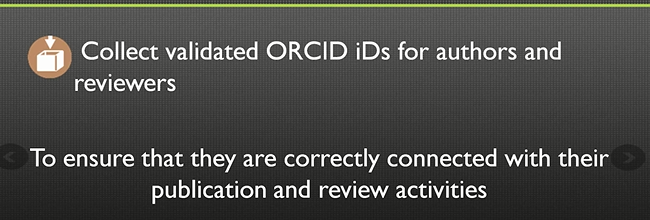 Collect validated ORCID iDs for authors and
reviewers
To ensure that they are correctly connected with their
publication and review activities